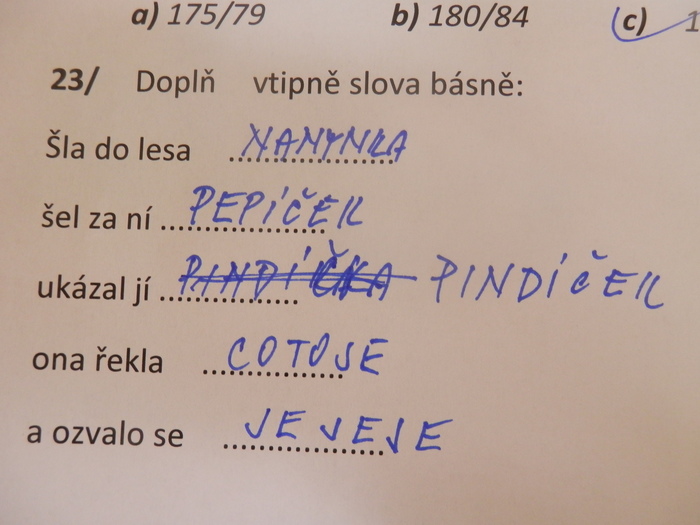 a) 175/79 b) 180/84 c) 1
23/ Doplň vtipně slova básně:
Šla do lesa NANYNKA
šel za ní PEPÍČEK
ukázal jí PINDÍČKA PINDÍČEK
ona řekla COTOJE
a ozvalo se JEJEJE